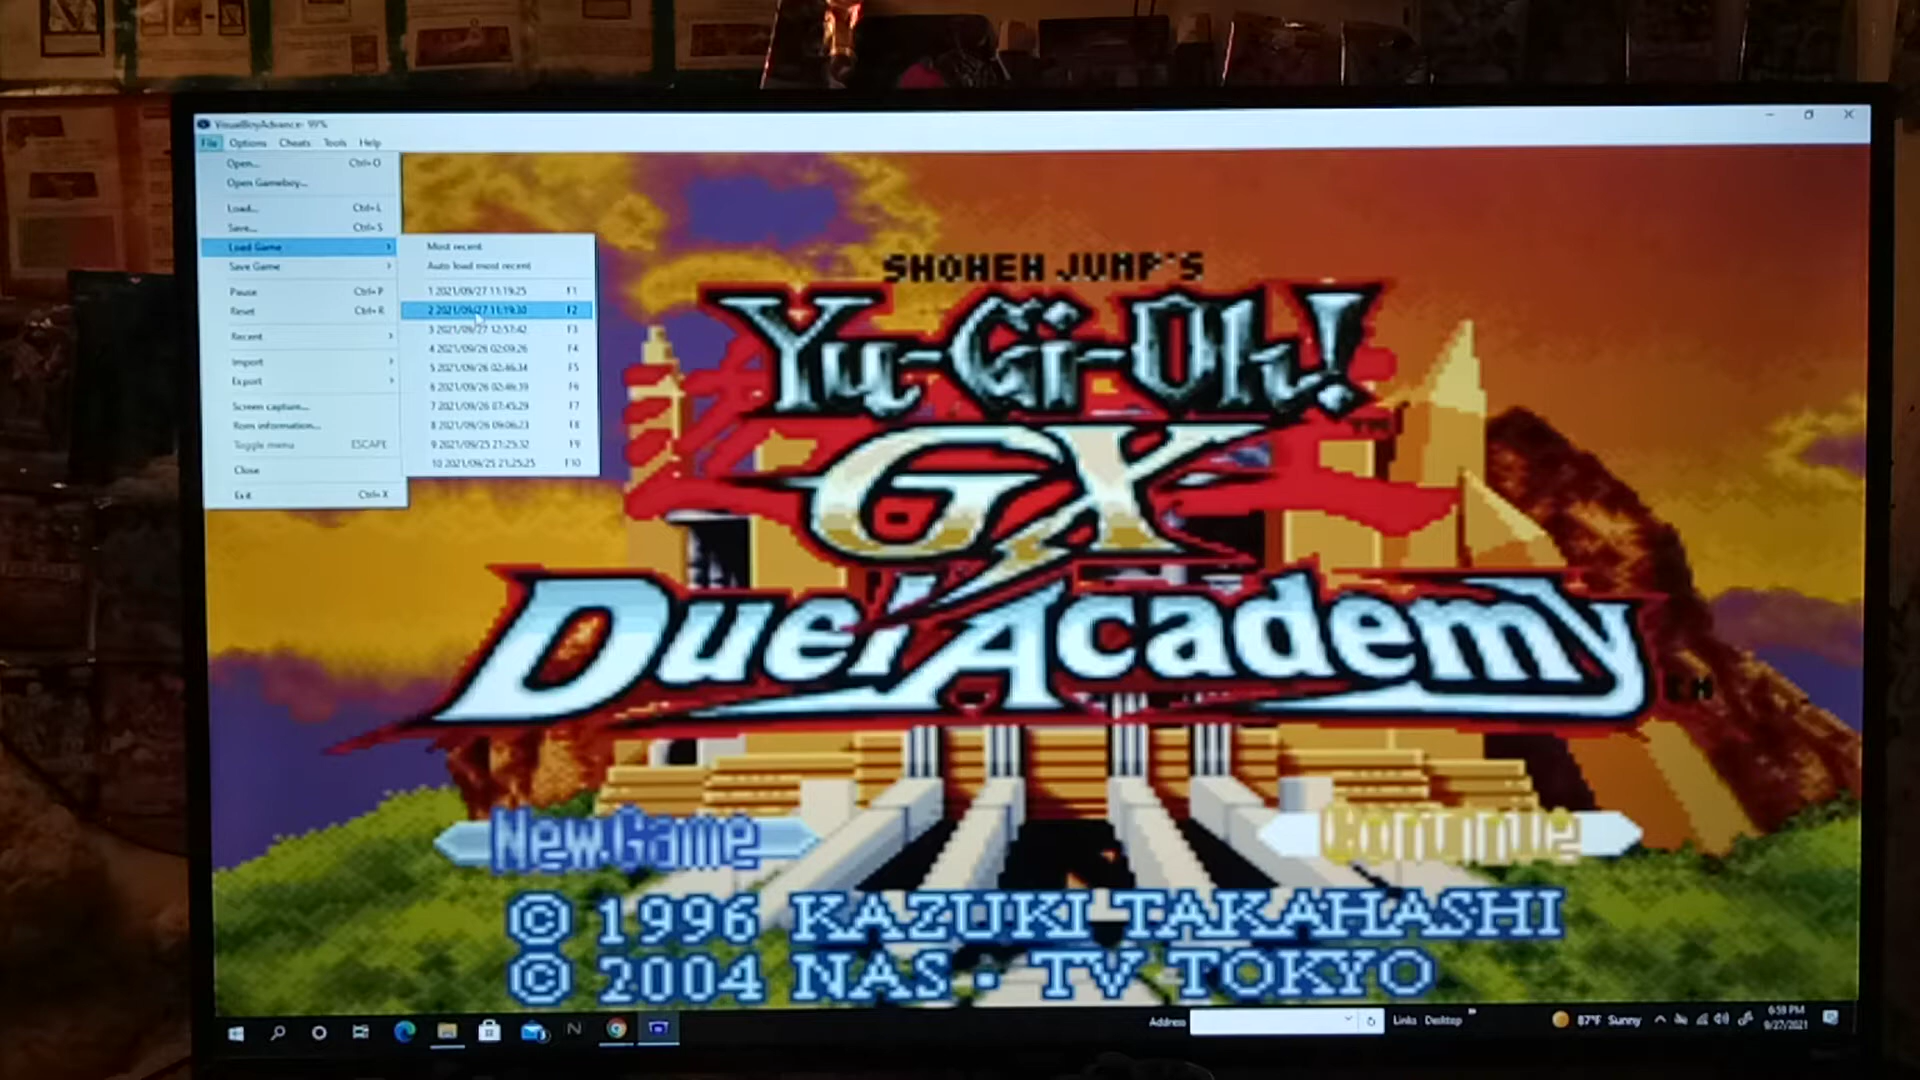 VisualBoyAdvance- 99%
File Options Cheats Tools Help
Open... Ctrl+O
Open Gameboy...
Load... Ctrl+L
Save... Ctrl+S
Load Game
Save Game
Pause Ctrl+P
Reset Ctrl+R
Recent
Import
Export
Screen capture...
Rom information...
Toggle menu ESCAPE
Close
Exit Ctrl+X
Most recent
Auto load most recent
1 2021/09/27 11:19:25 F1
2 2021/09/27 11:19:30 F2
3 2021/09/27 12:57:42 F3
4 2021/09/26 02:09:26 F4
5 2021/09/26 02:46:34 F5
6 2021/09/26 02:46:39 F6
7 2021/09/26 07:45:29 F7
8 2021/09/26 09:06:23 F8
9 2021/09/25 21:25:32 F9
10 2021/09/25 21:25:25 F10
SHONEN JUMP'S
Yu-Gi-Oh!
TM
GX
Duel Academy
New Game Continue
© 1996 KAZUKI TAKAHASHI
© 2004 NAS • TV TOKYO
Address Links Desktop
87°F Sunny
6:59 PM
9/27/2021